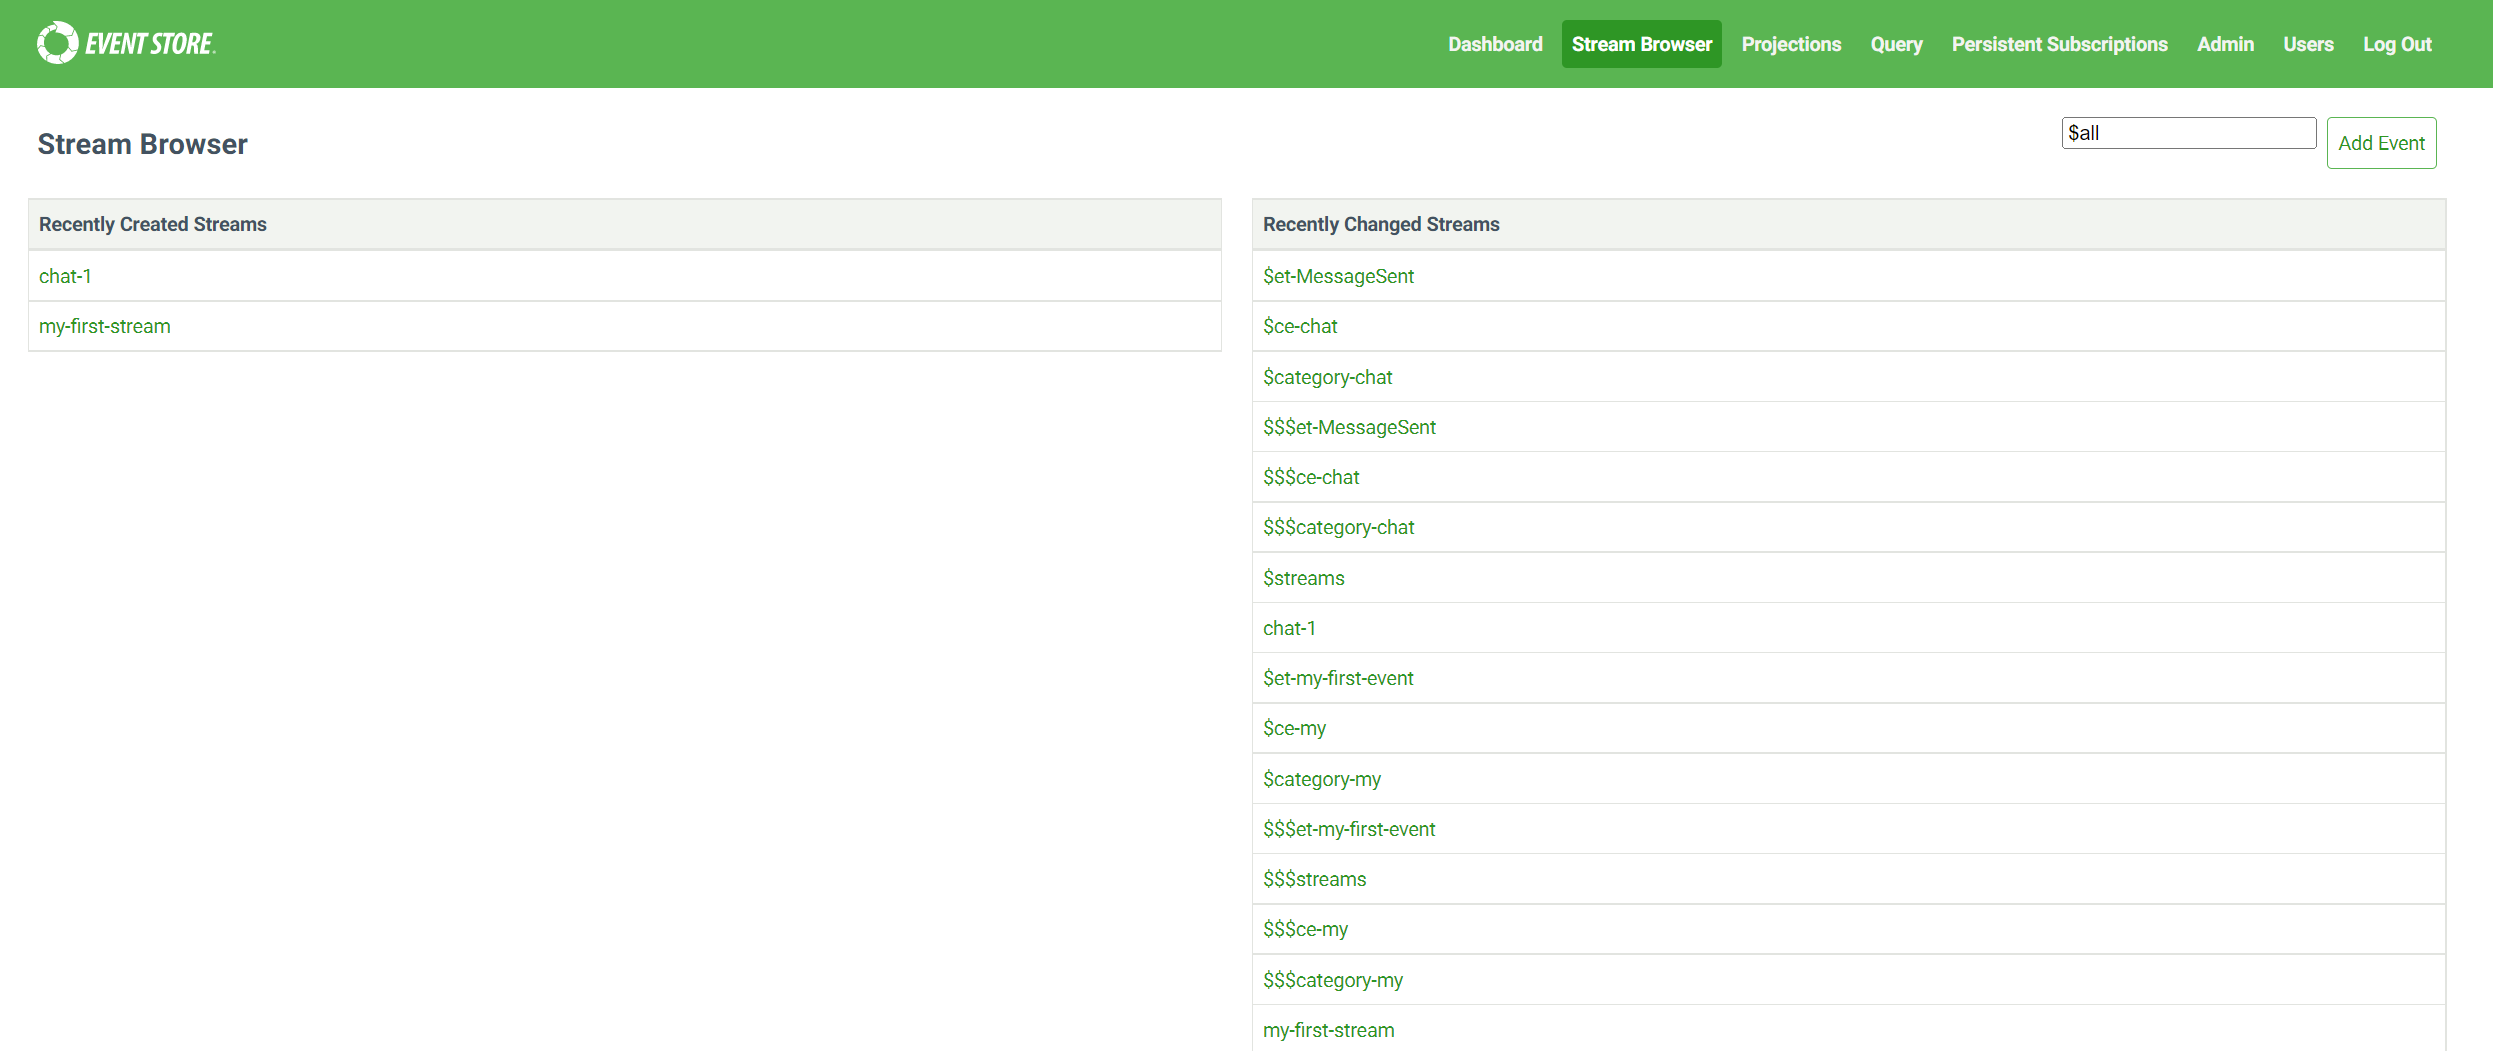 EVENT STORE
Dashboard Stream Browser Projections Query Persistent Subscriptions Admin Users Log Out
Stream Browser
$all
Add Event
Recently Created Streams
chat-1
my-first-stream
Recently Changed Streams
$et-MessageSent
$ce-chat
$category-chat
$$$et-MessageSent
$$$ce-chat
$$$category-chat
$streams
chat-1
$et-my-first-event
$ce-my
$category-my
$$$et-my-first-event
$$$streams
$$$ce-my
$$$category-my
my-first-stream